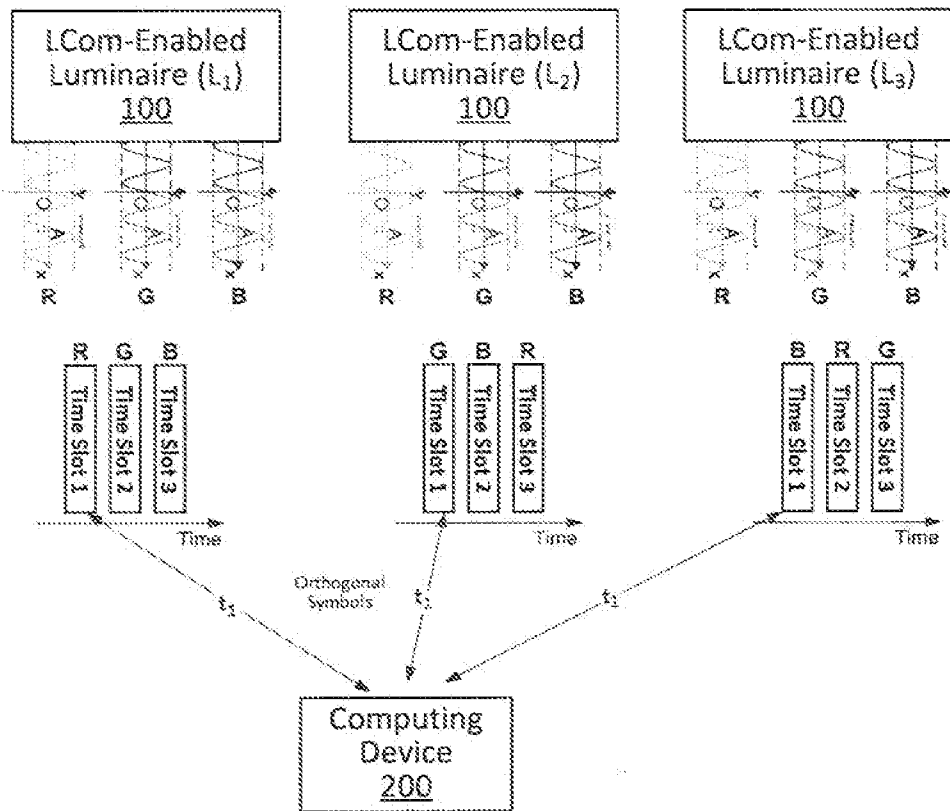 LCom-Enabled
Luminaire (L₁)
100
LCom-Enabled
Luminaire (L₂)
100
LCom-Enabled
Luminaire (L₃)
100
O O O O O O O O O
A A A A A A A A A
x x x x x x x x
R G B R G B R G B
R G B G B R B R G
Time Slot 1
Time Slot 2
Time Slot 3
Time Slot 1
Time Slot 2
Time Slot 3
Time Slot 1
Time Slot 2
Time Slot 3
Time Time Time
Orthogonal
Symbols
t₁ t₁ t₁
Computing
Device
200